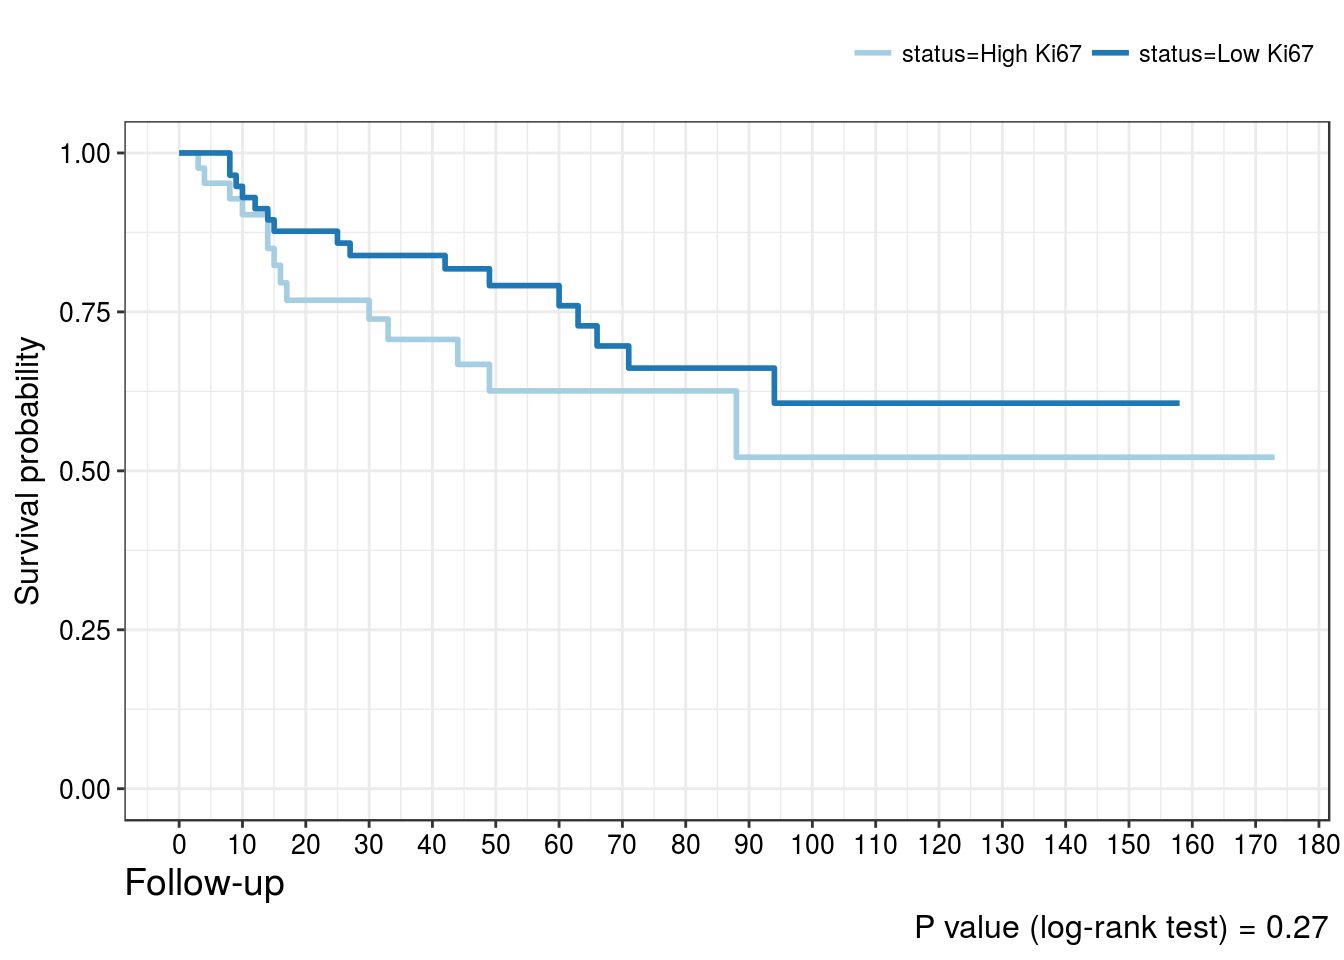 status=High Ki67 status=Low Ki67
1.00
0.75
0.50
0.25
0.00
Survival probability
0 10 20 30 40 50 60 70 80 90 100 110 120 130 140 150 160 170 180
Follow-up
P value (log-rank test) = 0.27